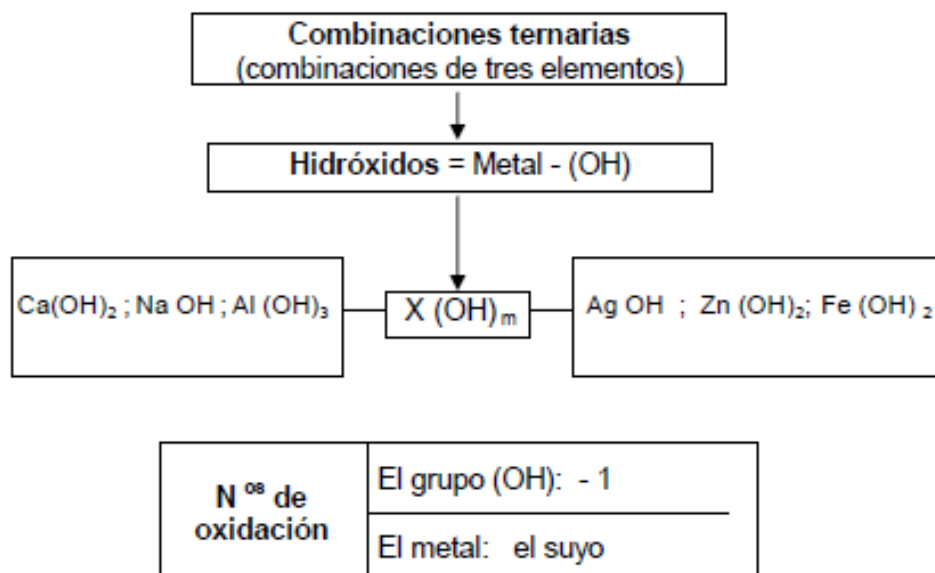 Combinaciones ternarias
(combinaciones de tres elementos)
Hidróxidos = Metal - (OH)
Ca(OH)₂ ; Na OH ; Al (OH)₃
X (OH) ₘ
Ag OH ; Zn (OH)₂; Fe (OH) ₂
N ᵒˢ de
oxidación
El grupo (OH): - 1
El metal: el suyo